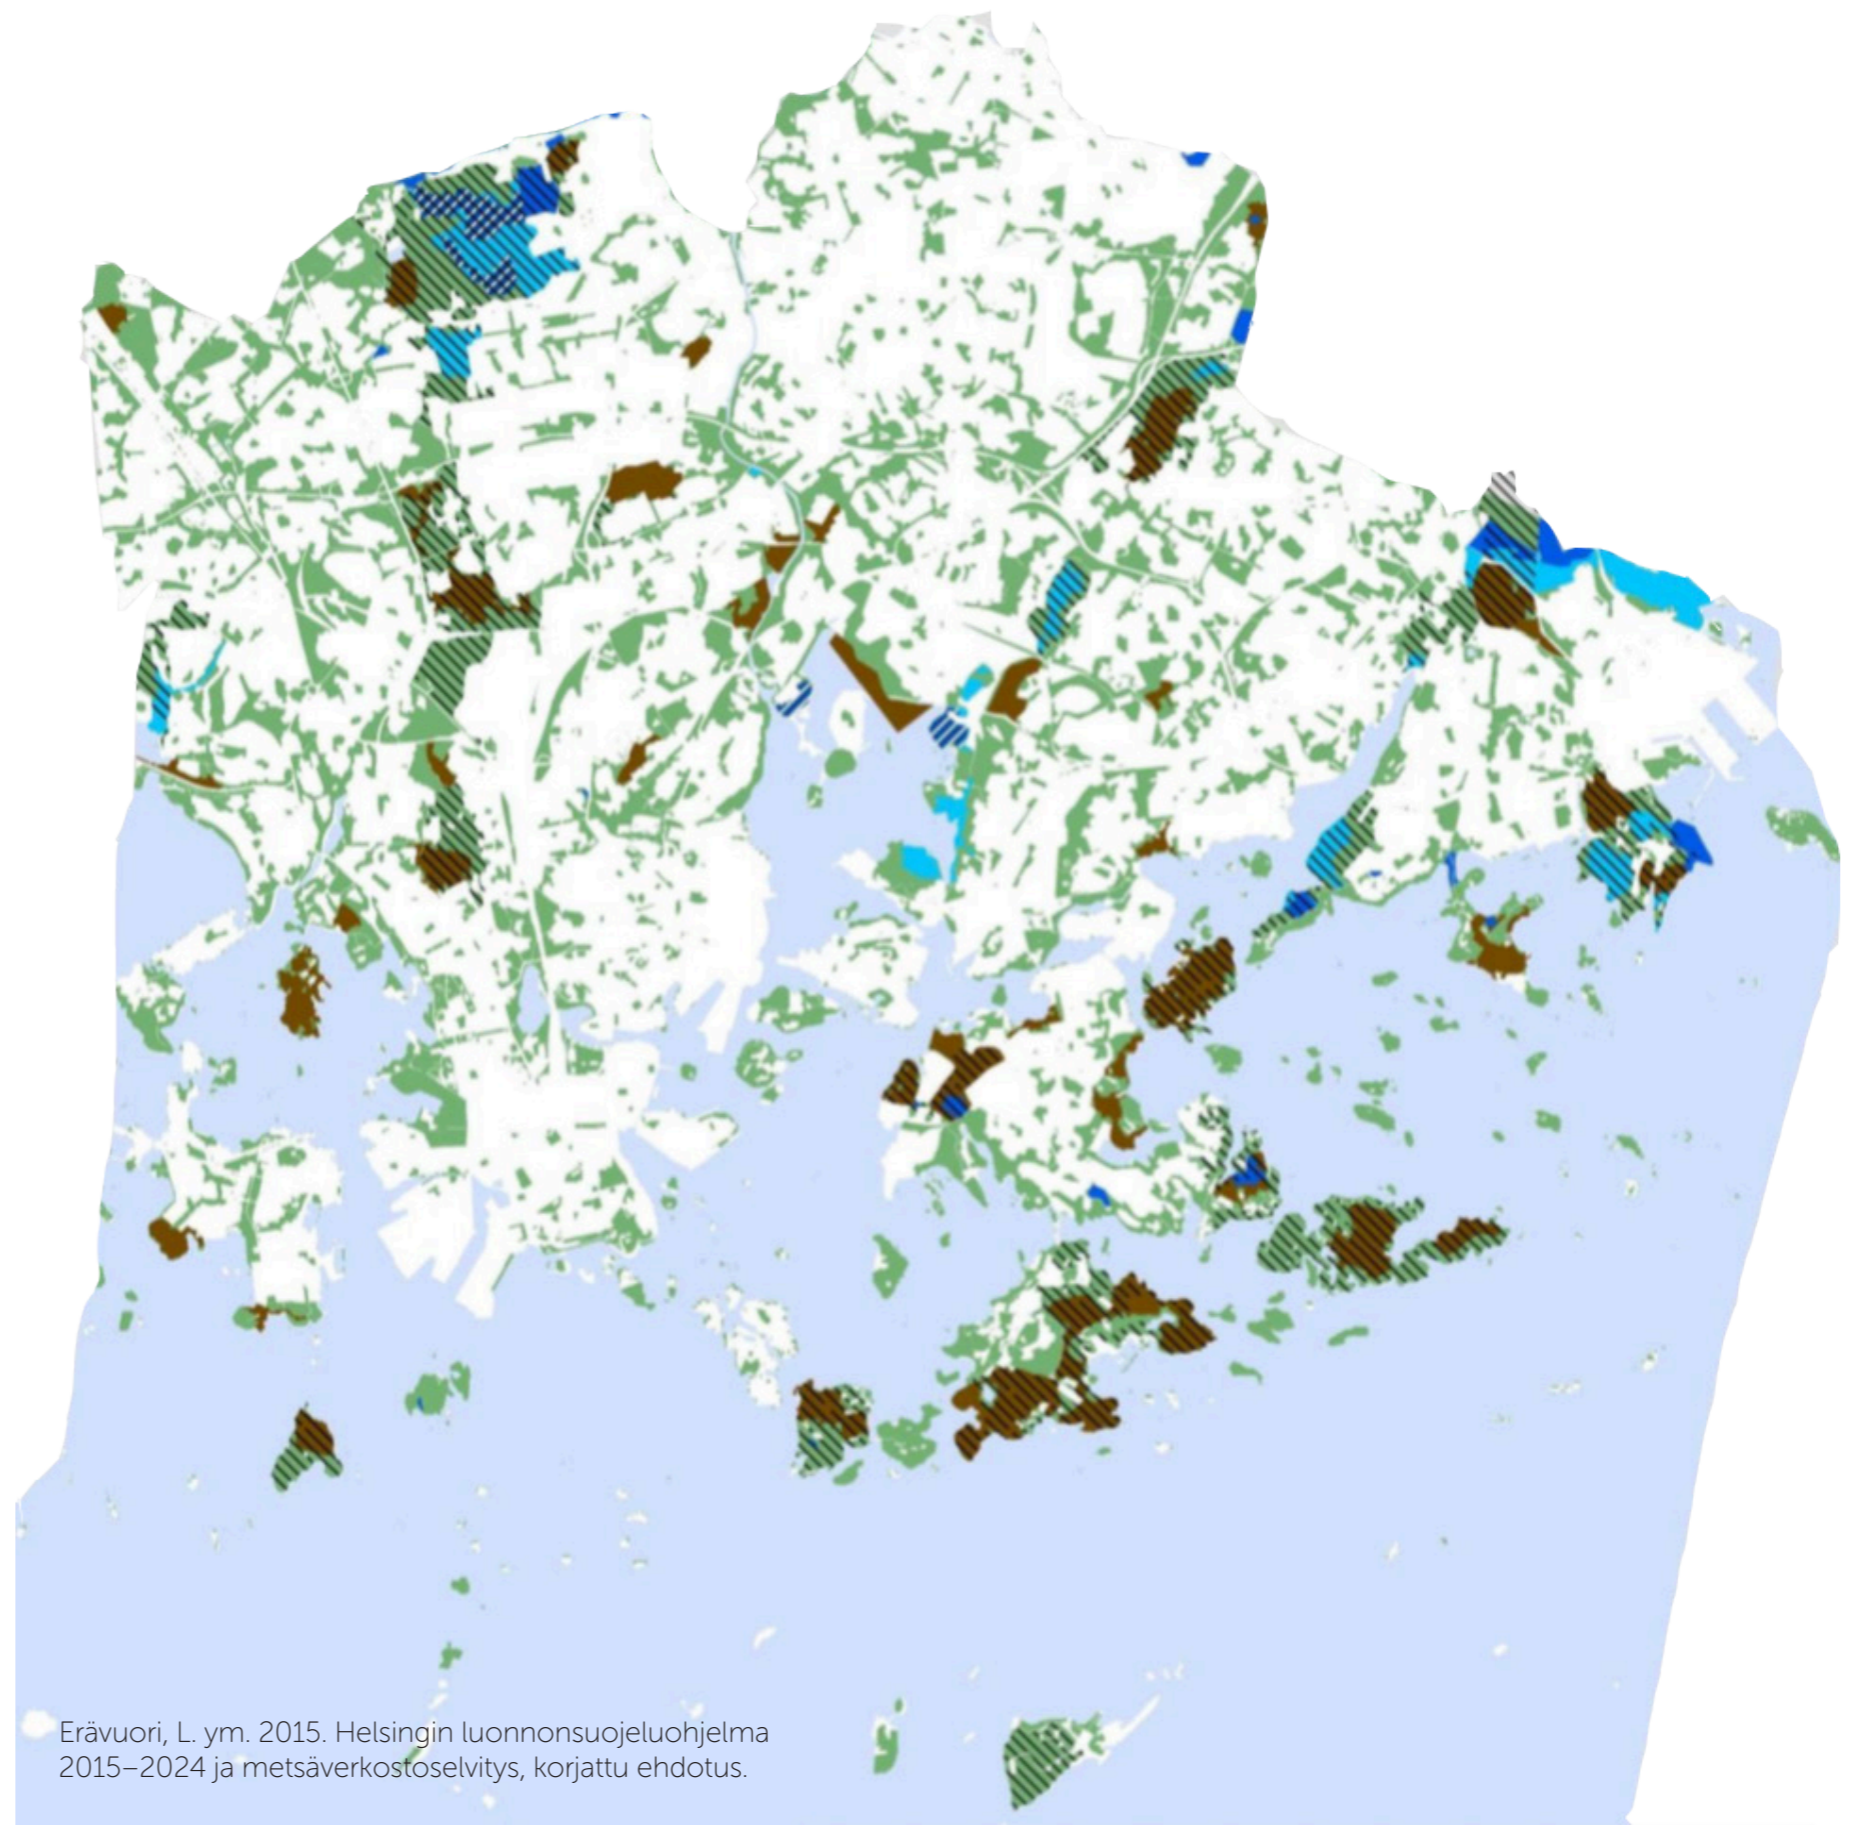 Erävuori, L. ym. 2015. Helsingin luonnonsuojeluohjelma
2015–2024 ja metsäverkostoselvitys, korjattu ehdotus.